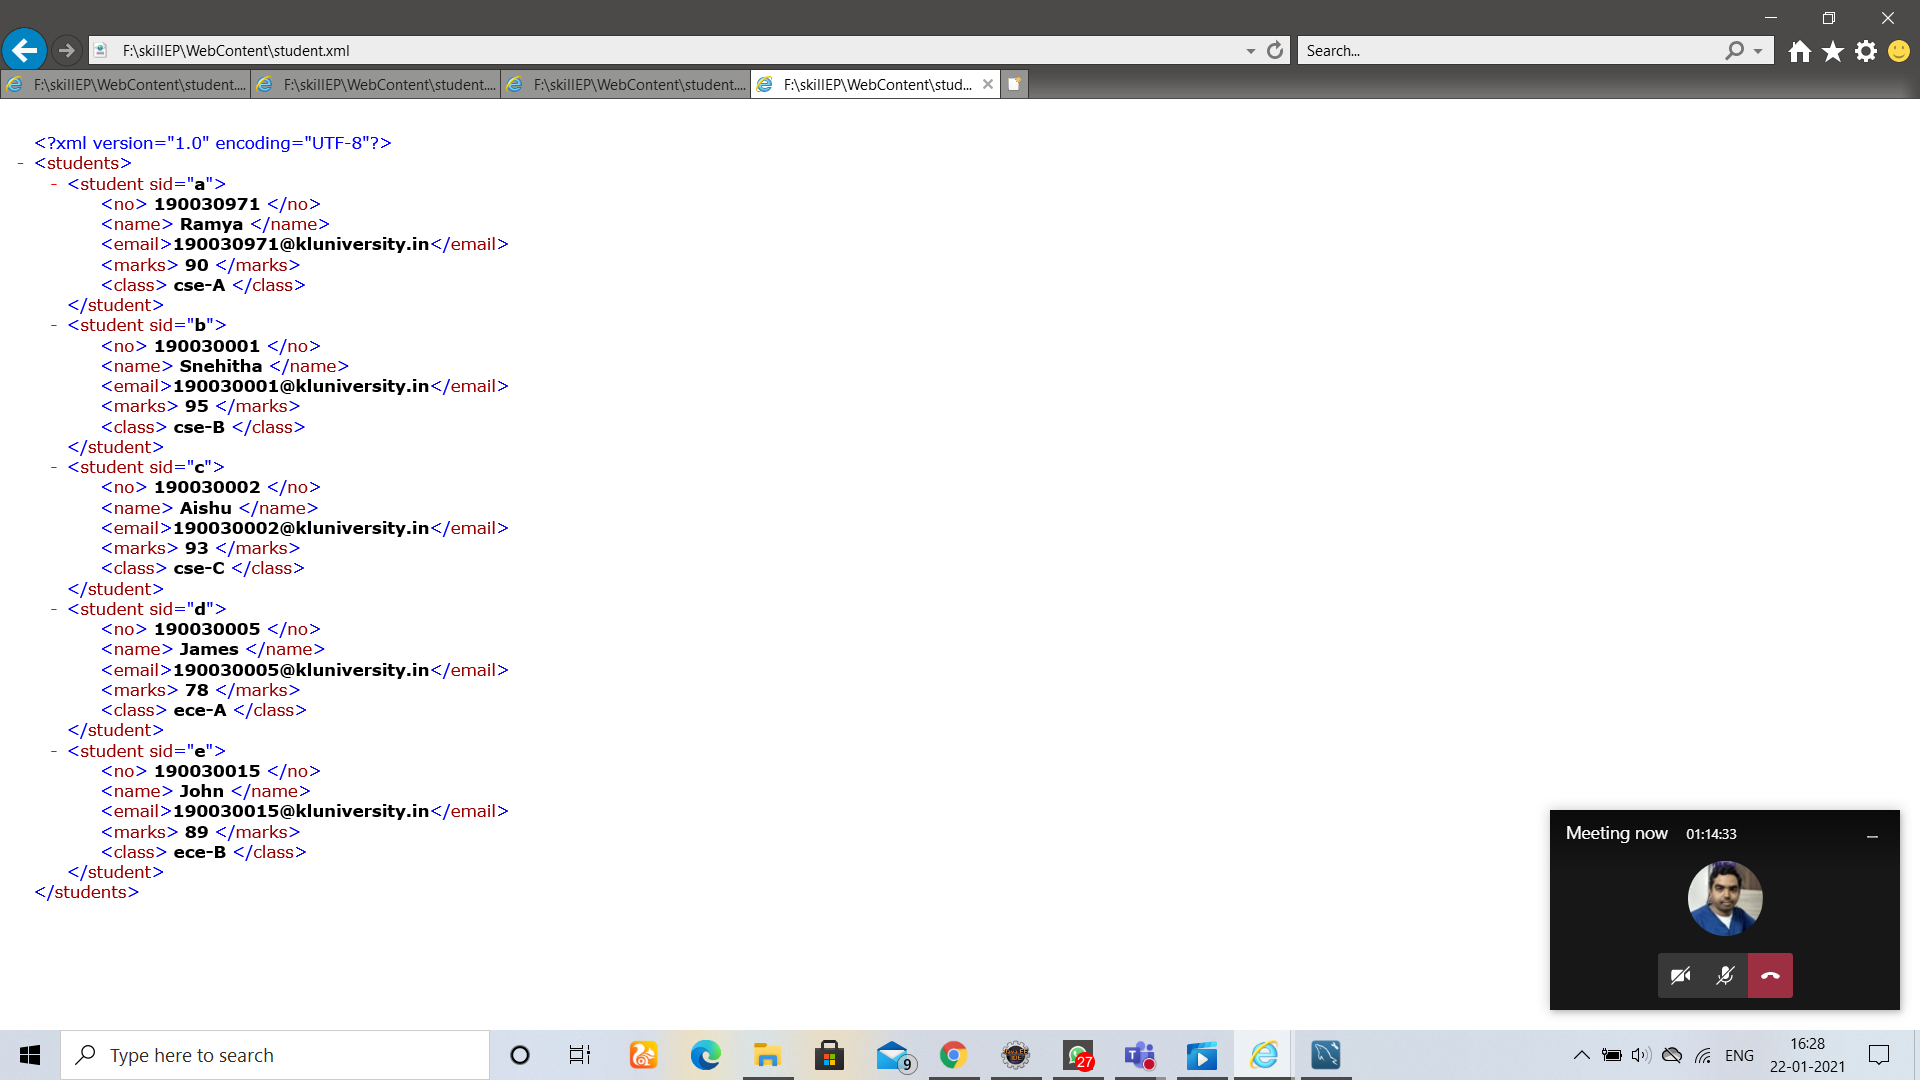 F:\skillEP\WebContent\student.xml
Search...
F:\skillEP\WebContent\student....
F:\skillEP\WebContent\student....
F:\skillEP\WebContent\student....
F:\skillEP\WebContent\stud...
<?xml version="1.0" encoding="UTF-8"?>
- <students>
- <student sid="a">
<no> 190030971 </no>
<name> Ramya </name>
<email>190030971@kluniversity.in</email>
<marks> 90 </marks>
<class> cse-A </class>
</student>
- <student sid="b">
<no> 190030001 </no>
<name> Snehitha </name>
<email>190030001@kluniversity.in</email>
<marks> 95 </marks>
<class> cse-B </class>
</student>
- <student sid="c">
<no> 190030002 </no>
<name> Aishu </name>
<email>190030002@kluniversity.in</email>
<marks> 93 </marks>
<class> cse-C </class>
</student>
- <student sid="d">
<no> 190030005 </no>
<name> James </name>
<email>190030005@kluniversity.in</email>
<marks> 78 </marks>
<class> ece-A </class>
</student>
- <student sid="e">
<no> 190030015 </no>
<name> John </name>
<email>190030015@kluniversity.in</email>
<marks> 89 </marks>
<class> ece-B </class>
</student>
</students>
Meeting now 01:14:33
Type here to search
9
27
T
ENG
16:28
22-01-2021